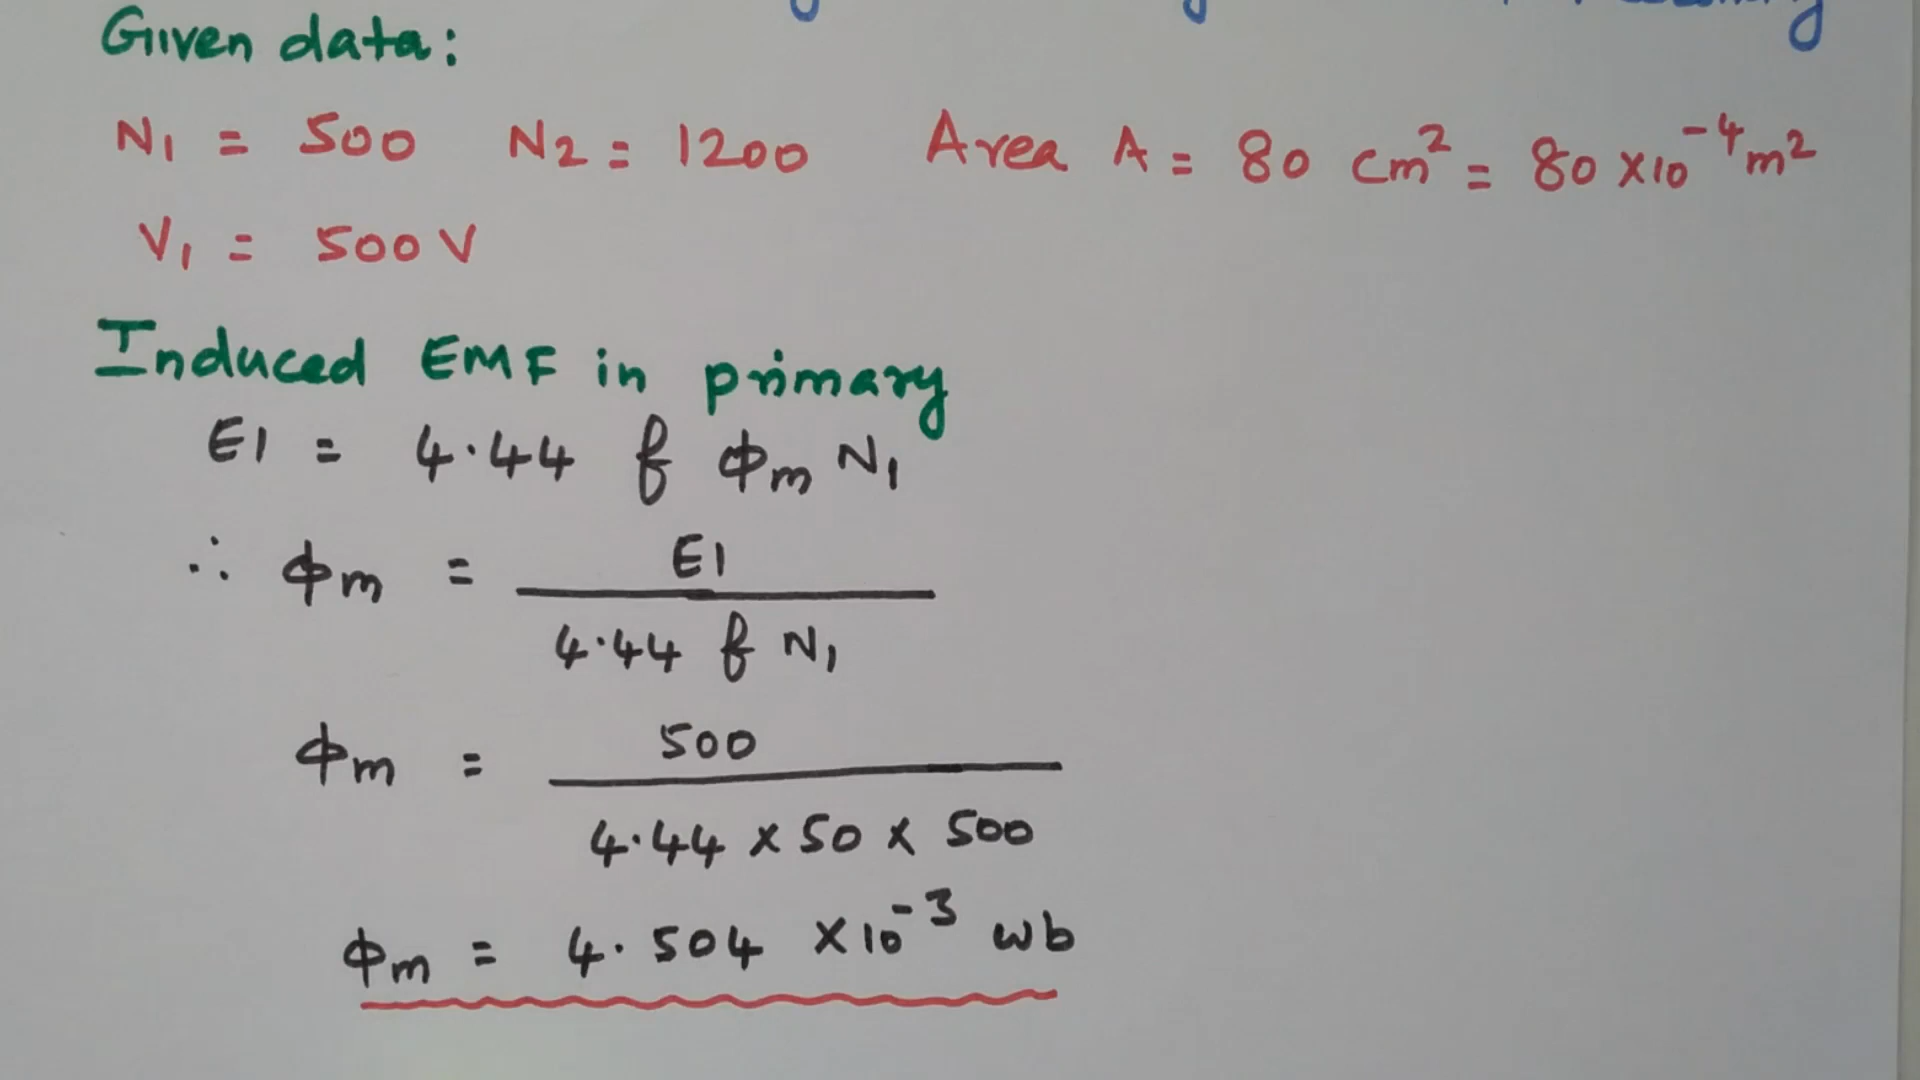 Given data:
N1 = 500 N2 = 1200 Area A = 80 cm² = 80 ×10⁻⁴ m²
V1 = 500 V
Induced EMF in primary
E1 = 4.44 f ϕm N1
∴ ϕm = E1 / 4.44 f N1
ϕm = 500 / 4.44 × 50 × 500
ϕm = 4.504 ×10⁻³ wb